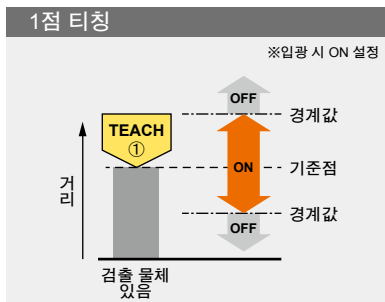 1점 티칭
※입광 시 ON 설정
OFF
경계값
TEACH
①
ON
기준점
거리
경계값
OFF
검출 물체
있음